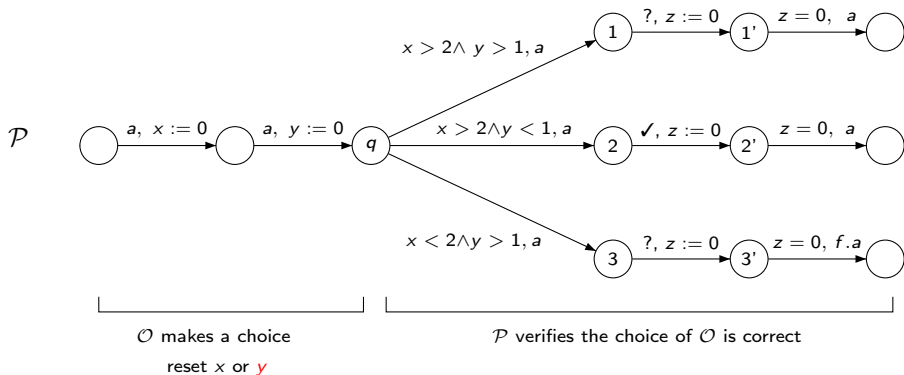 ?, z := 0
z = 0, a
1
1'
x > 2∧ y > 1, a
𝒫
a, x := 0
a, y := 0
q
x > 2∧y < 1, a
2
✓, z := 0
2'
z = 0, a
x < 2∧y > 1, a
3
?, z := 0
3'
z = 0, f.a
𝒪 makes a choice
reset x or y
𝒫 verifies the choice of 𝒪 is correct